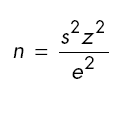 n = s²z² / e²